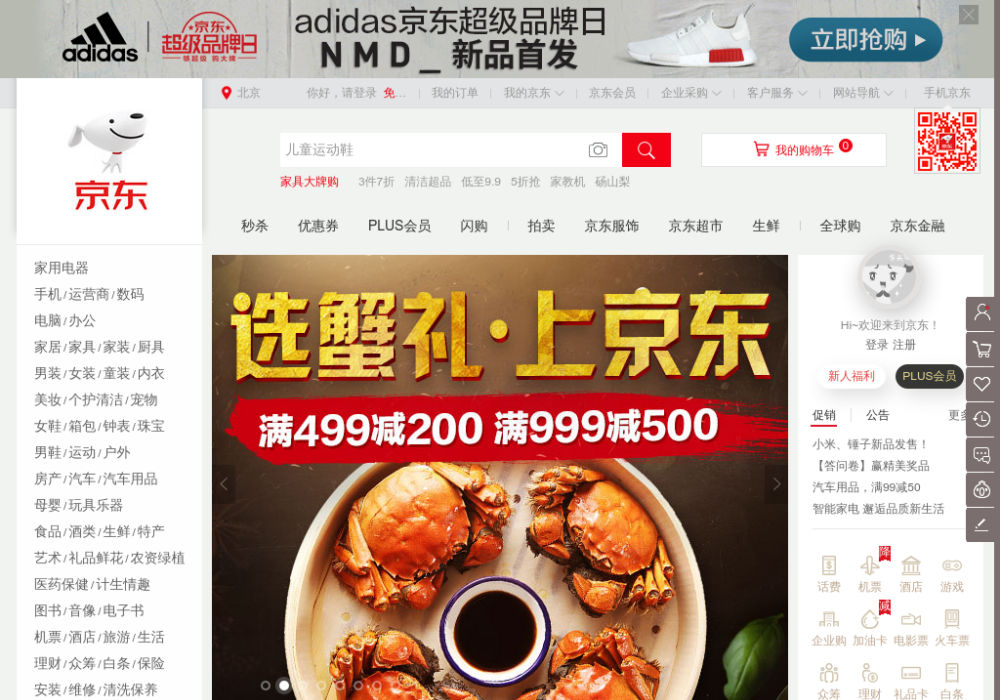 adidas
京东
超级品牌日
够超级 购大牌
adidas京东超级品牌日
NMD_ 新品首发
立即抢购
京东
北京
你好，请登录 免...
我的订单
我的京东
京东会员
企业采购
客户服务
网站导航
手机京东
儿童运动鞋
我的购物车 0
家具大牌购 3件7折 清洁超品 低至9.9 5折抢 家教机 砀山梨
秒杀 优惠券 PLUS会员 闪购 拍卖 京东服饰 京东超市 生鲜 全球购 京东金融
家用电器
手机/运营商/数码
电脑/办公
家居/家具/家装/厨具
男装/女装/童装/内衣
美妆/个护清洁/宠物
女鞋/箱包/钟表/珠宝
男鞋/运动/户外
房产/汽车/汽车用品
母婴/玩具乐器
食品/酒类/生鲜/特产
艺术/礼品鲜花/农资绿植
医药保健/计生情趣
图书/音像/电子书
机票/酒店/旅游/生活
理财/众筹/白条/保险
安装/维修/清洗保养
选蟹礼·上京东
满499减200 满999减500
Hi~欢迎来到京东！
登录 注册
新人福利 PLUS会员
促销 公告 更多
小米、锤子新品发售！
【答问卷】赢精美奖品
汽车用品，满99减50
智能家电 邂逅品质新生活
降
话费 机票 酒店 游戏
减
企业购 加油卡 电影票 火车票
众筹 理财 礼品卡 白条